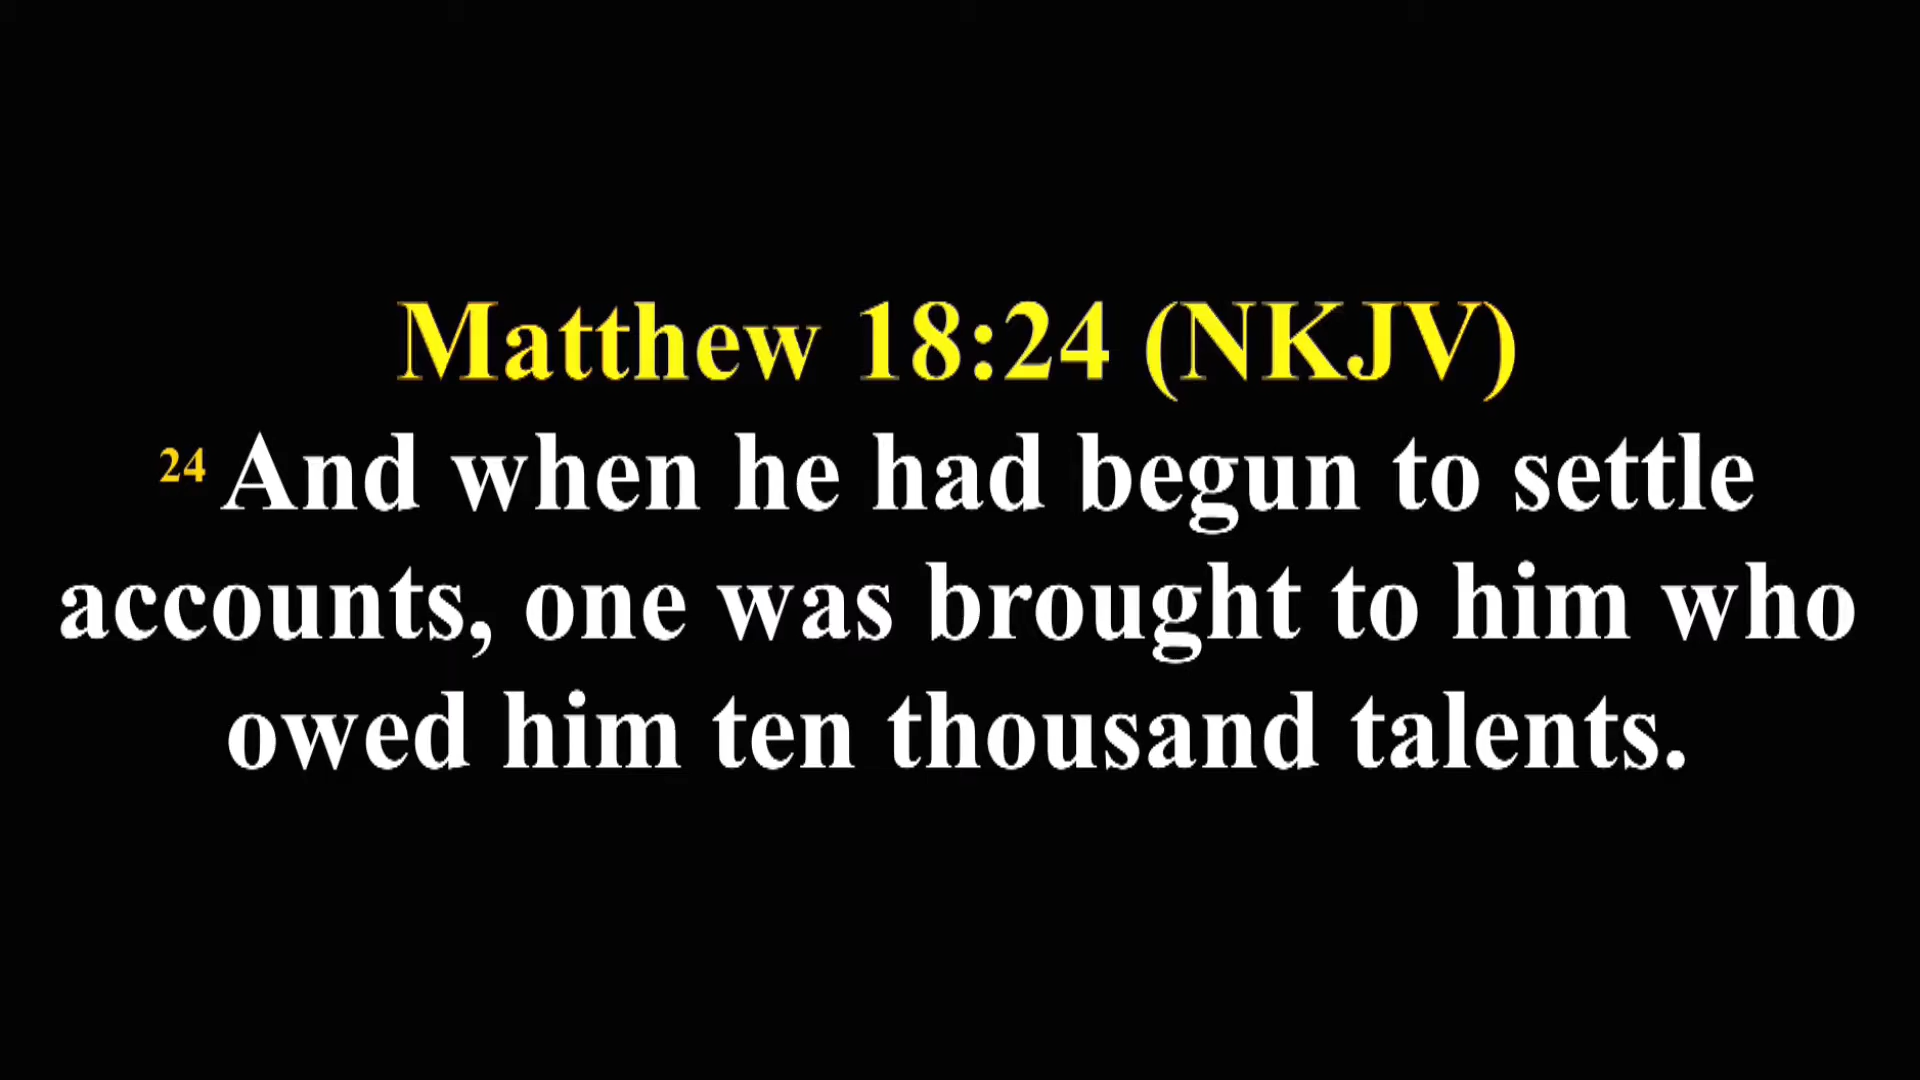 Matthew 18:24 (NKJV)
24 And when he had begun to settle
accounts, one was brought to him who
owed him ten thousand talents.